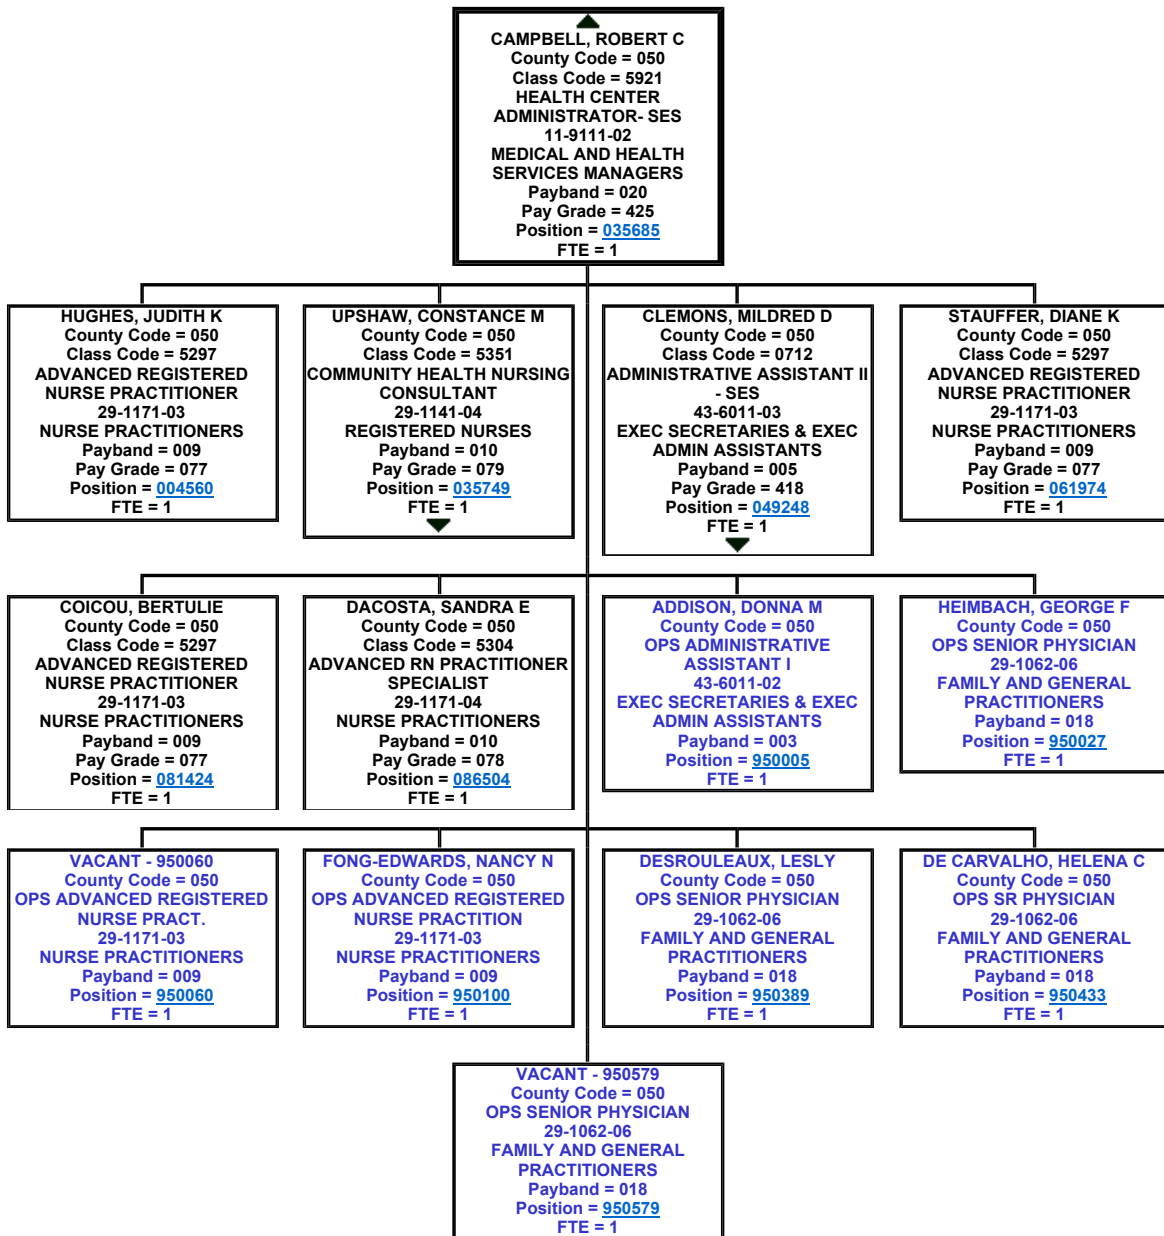 CAMPBELL, ROBERT C
County Code = 050
Class Code = 5921
HEALTH CENTER
ADMINISTRATOR- SES
11-9111-02
MEDICAL AND HEALTH
SERVICES MANAGERS
Payband = 020
Pay Grade = 425
Position = 035685
FTE = 1
HUGHES, JUDITH K
County Code = 050
Class Code = 5297
ADVANCED REGISTERED
NURSE PRACTITIONER
29-1171-03
NURSE PRACTITIONERS
Payband = 009
Pay Grade = 077
Position = 004560
FTE = 1
UPSHAW, CONSTANCE M
County Code = 050
Class Code = 5351
COMMUNITY HEALTH NURSING
CONSULTANT
29-1141-04
REGISTERED NURSES
Payband = 010
Pay Grade = 079
Position = 035749
FTE = 1
CLEMONS, MILDRED D
County Code = 050
Class Code = 0712
ADMINISTRATIVE ASSISTANT II
- SES
43-6011-03
EXEC SECRETARIES & EXEC
ADMIN ASSISTANTS
Payband = 005
Pay Grade = 418
Position = 049248
FTE = 1
STAUFFER, DIANE K
County Code = 050
Class Code = 5297
ADVANCED REGISTERED
NURSE PRACTITIONER
29-1171-03
NURSE PRACTITIONERS
Payband = 009
Pay Grade = 077
Position = 061974
FTE = 1
COICOU, BERTULIE
County Code = 050
Class Code = 5297
ADVANCED REGISTERED
NURSE PRACTITIONER
29-1171-03
NURSE PRACTITIONERS
Payband = 009
Pay Grade = 077
Position = 081424
FTE = 1
DACOSTA, SANDRA E
County Code = 050
Class Code = 5304
ADVANCED RN PRACTITIONER
SPECIALIST
29-1171-04
NURSE PRACTITIONERS
Payband = 010
Pay Grade = 078
Position = 086504
FTE = 1
ADDISON, DONNA M
County Code = 050
OPS ADMINISTRATIVE
ASSISTANT I
43-6011-02
EXEC SECRETARIES & EXEC
ADMIN ASSISTANTS
Payband = 003
Position = 950005
FTE = 1
HEIMBACH, GEORGE F
County Code = 050
OPS SENIOR PHYSICIAN
29-1062-06
FAMILY AND GENERAL
PRACTITIONERS
Payband = 018
Position = 950027
FTE = 1
VACANT - 950060
County Code = 050
OPS ADVANCED REGISTERED
NURSE PRACT.
29-1171-03
NURSE PRACTITIONERS
Payband = 009
Position = 950060
FTE = 1
FONG-EDWARDS, NANCY N
County Code = 050
OPS ADVANCED REGISTERED
NURSE PRACTITION
29-1171-03
NURSE PRACTITIONERS
Payband = 009
Position = 950100
FTE = 1
DESROULEAUX, LESLY
County Code = 050
OPS SENIOR PHYSICIAN
29-1062-06
FAMILY AND GENERAL
PRACTITIONERS
Payband = 018
Position = 950389
FTE = 1
DE CARVALHO, HELENA C
County Code = 050
OPS SR PHYSICIAN
29-1062-06
FAMILY AND GENERAL
PRACTITIONERS
Payband = 018
Position = 950433
FTE = 1
VACANT - 950579
County Code = 050
OPS SENIOR PHYSICIAN
29-1062-06
FAMILY AND GENERAL
PRACTITIONERS
Payband = 018
Position = 950579
FTE = 1